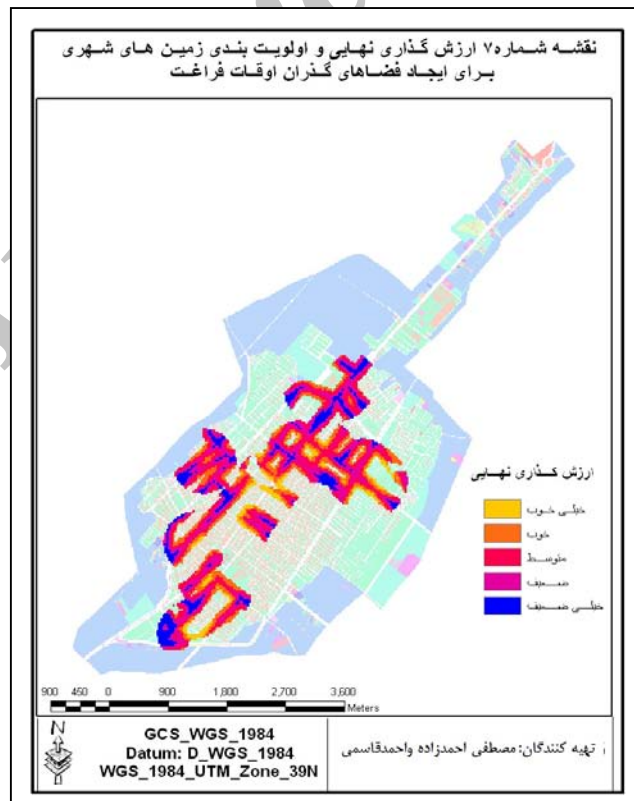 نقشه شماره۷ ارزش گذاری نهایی و اولویت بندی زمین های شهری
برای ایجاد فضاهای گذران اوقات فراغت
ارزش گذاری نهایی
خیلی خوب
خوب
متوسط
ضعیف
خیلی ضعیف
900 450 0 900 1,800 2,700 3,600
Meters
N
GCS_WGS_1984
Datum: D_WGS_1984
WGS_1984_UTM_Zone_39N
تهیه کنندگان: مصطفی احمدزاده واحمدقاسمی